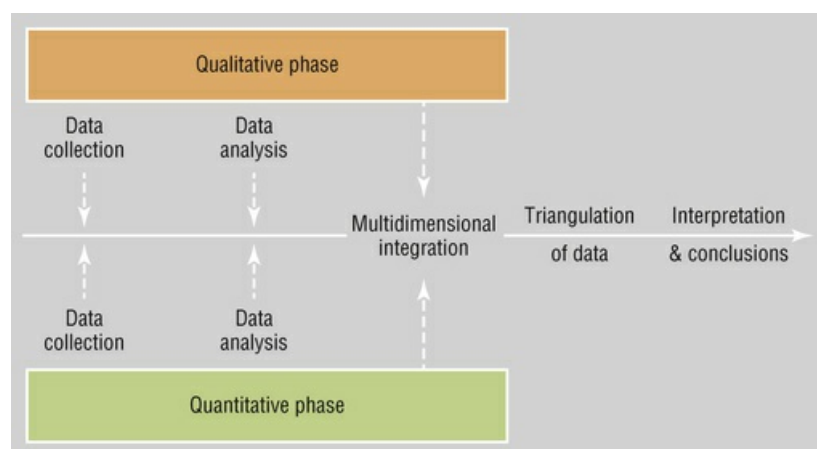 Qualitative phase
Data
collection
Data
analysis
Multidimensional
integration
Triangulation
of data
Interpretation
& conclusions
Data
collection
Data
analysis
Quantitative phase